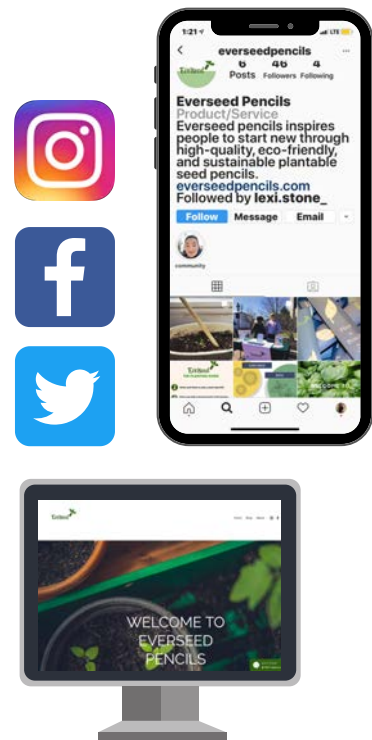 1:21
LTE
everseedpencils
6 46 4
Posts Followers Following
Everseed Pencils
Product/Service
Everseed pencils inspires
people to start new through
high-quality, eco-friendly,
and sustainable plantable
seed pencils.
everseedpencils.com
Followed by lexi.stone_
Follow Message Email
community
WELCOME TO
EVERSEED
PENCILS